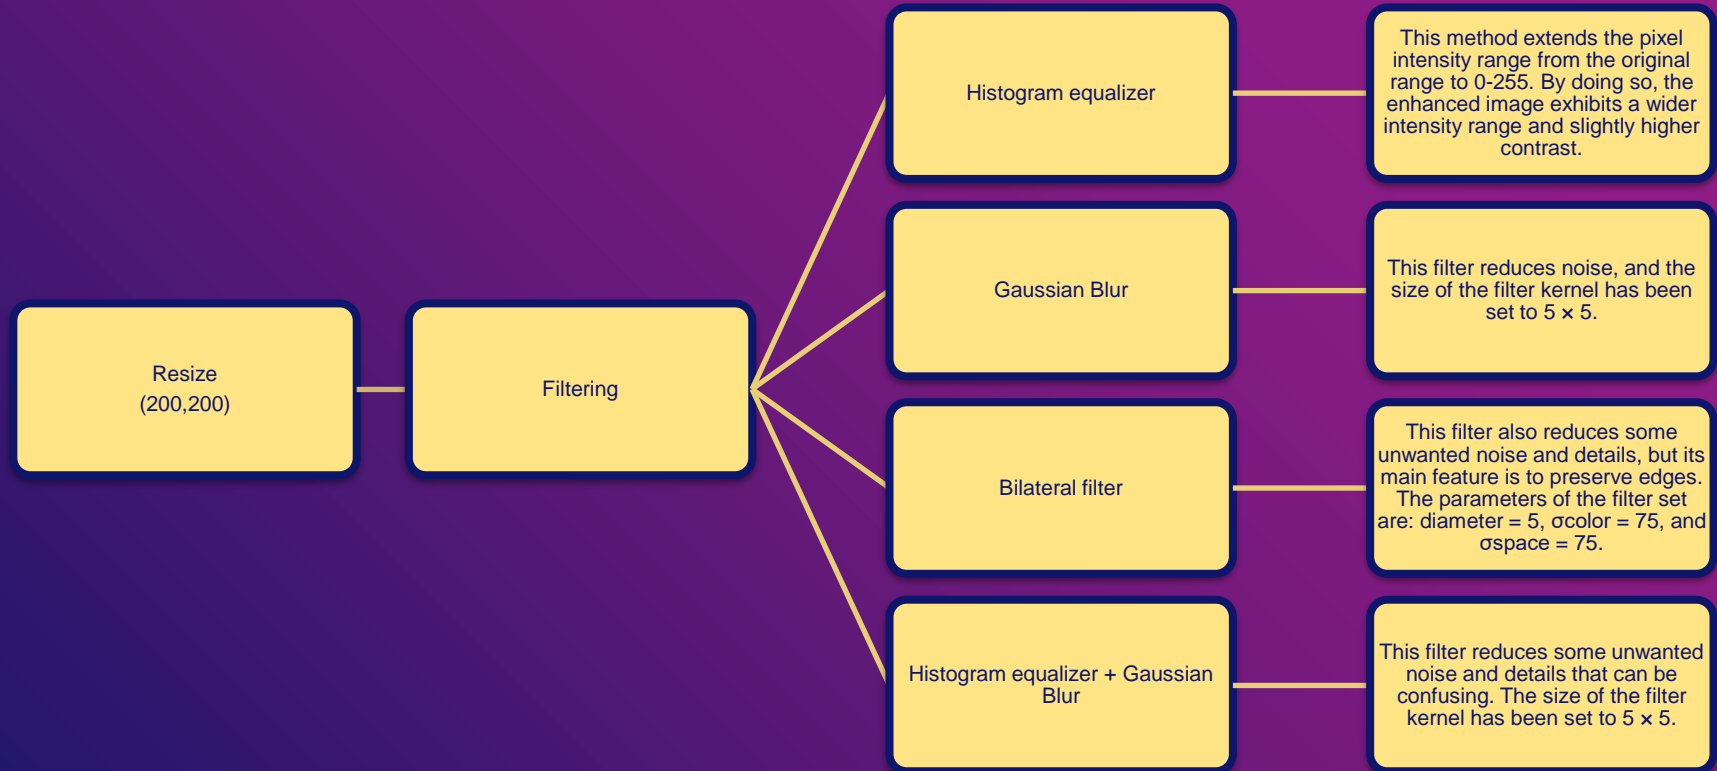 Resize
(200,200)
Filtering
Histogram equalizer
This method extends the pixel
intensity range from the original
range to 0-255. By doing so, the
enhanced image exhibits a wider
intensity range and slightly higher
contrast.
Gaussian Blur
This filter reduces noise, and the
size of the filter kernel has been
set to 5 × 5.
Bilateral filter
This filter also reduces some
unwanted noise and details, but its
main feature is to preserve edges.
The parameters of the filter set
are: diameter = 5, σcolor = 75, and
σspace = 75.
Histogram equalizer + Gaussian
Blur
This filter reduces some unwanted
noise and details that can be
confusing. The size of the filter
kernel has been set to 5 × 5.